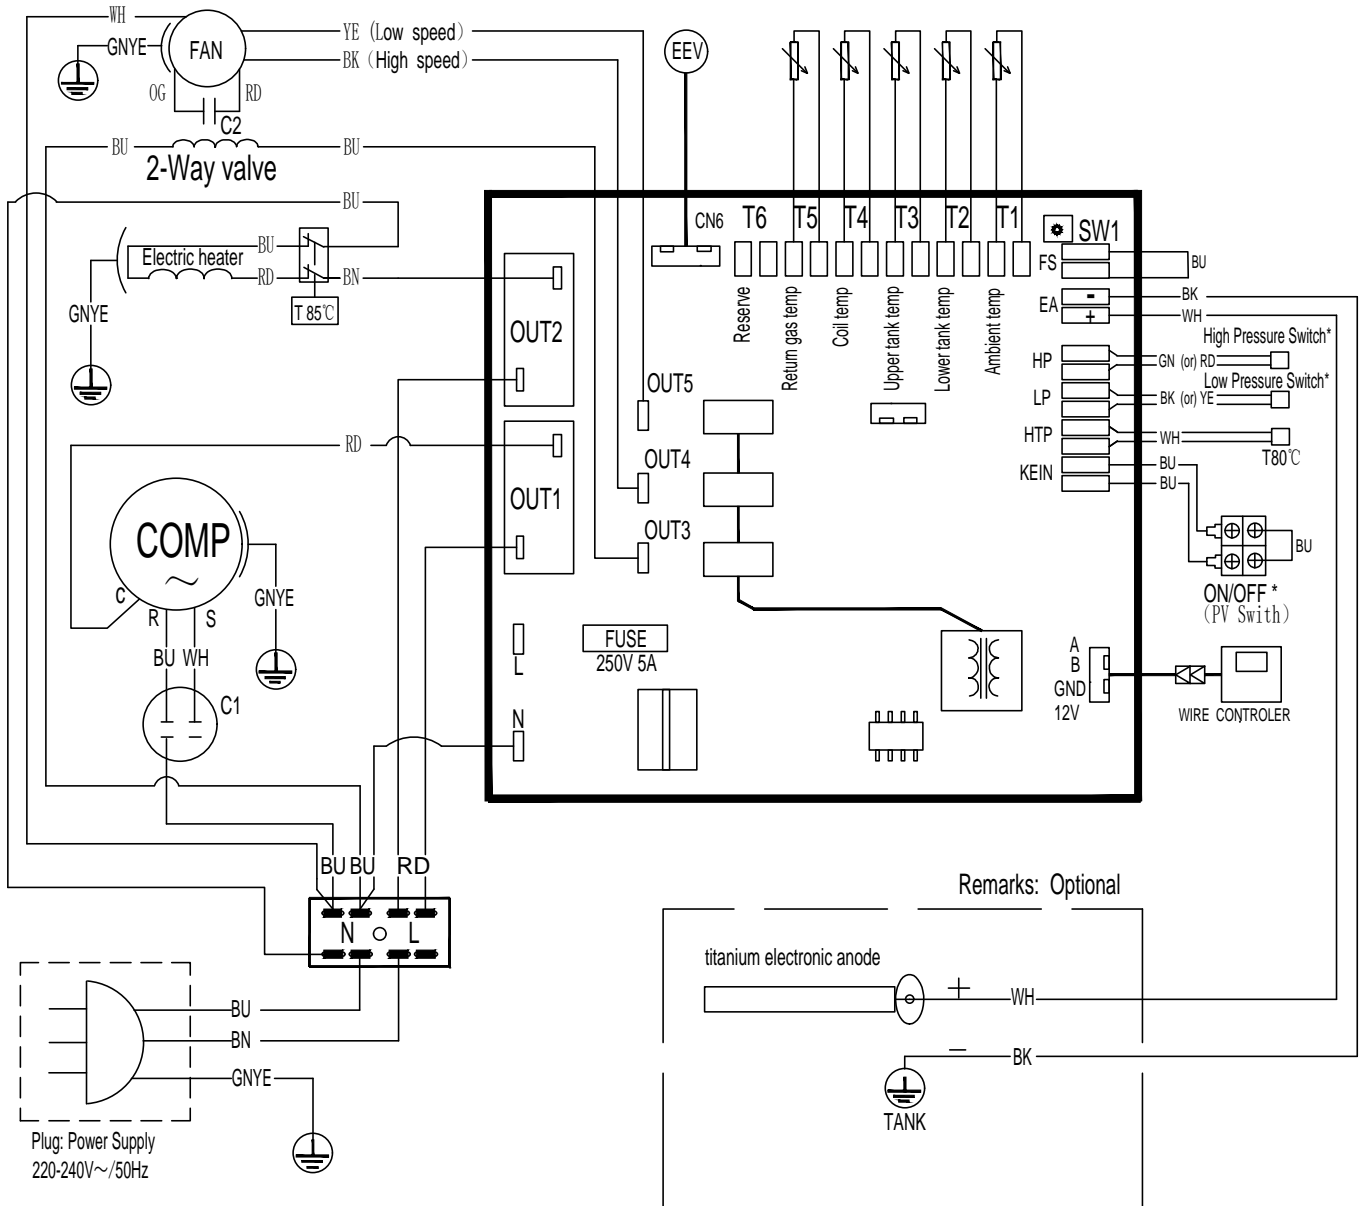 WH
GNYE
FAN
YE (Low speed)
BK (High speed)
OG
RD
C2
BU
BU
2-Way valve
BU
Electric heater
BU
RD
BN
T 85℃
GNYE
EEV
CN6
T6
T5
T4
T3
T2
T1
SW1
Reserve
Return gas temp
Coil temp
Upper tank temp
Lower tank temp
Ambient temp
FS
BU
EA
-
+
BK
WH
HP
High Pressure Switch*
GN (or) RD
LP
Low Pressure Switch*
BK (or) YE
HTP
WH
T80℃
KEIN
BU
BU
BU
ON/OFF *
(PV Swith)
OUT2
OUT5
OUT4
OUT3
OUT1
RD
COMP
~
C
R
S
GNYE
BU
WH
C1
L
N
FUSE
250V 5A
A
B
GND
12V
WIRE CONTROLER
BU
BU
RD
N
L
BU
BN
GNYE
Plug: Power Supply
220-240V～/50Hz
Remarks: Optional
titanium electronic anode
+
WH
-
BK
TANK